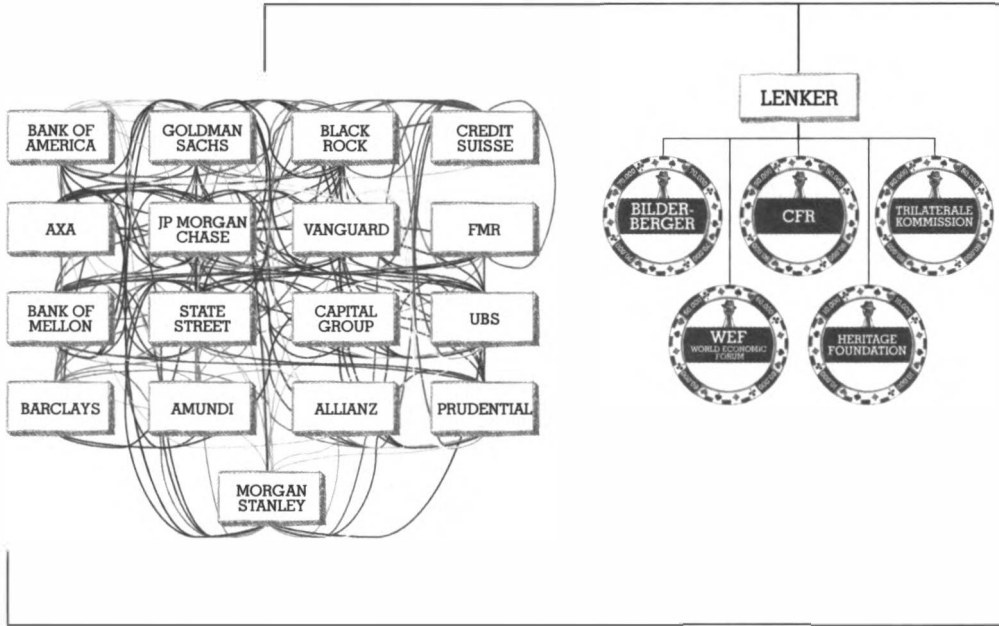 BANK OF
AMERICA
GOLDMAN
SACHS
BLACK
ROCK
CREDIT
SUISSE
AXA
JP MORGAN
CHASE
VANGUARD
FMR
BANK OF
MELLON
STATE
STREET
CAPITAL
GROUP
UBS
BARCLAYS
AMUNDI
ALLIANZ
PRUDENTIAL
MORGAN
STANLEY
LENKER
BILDER-
BERGER
CFR
TRILATERALE
KOMMISSION
WEF
WORLD ECONOMIC
FORUM
HERITAGE
FOUNDATION